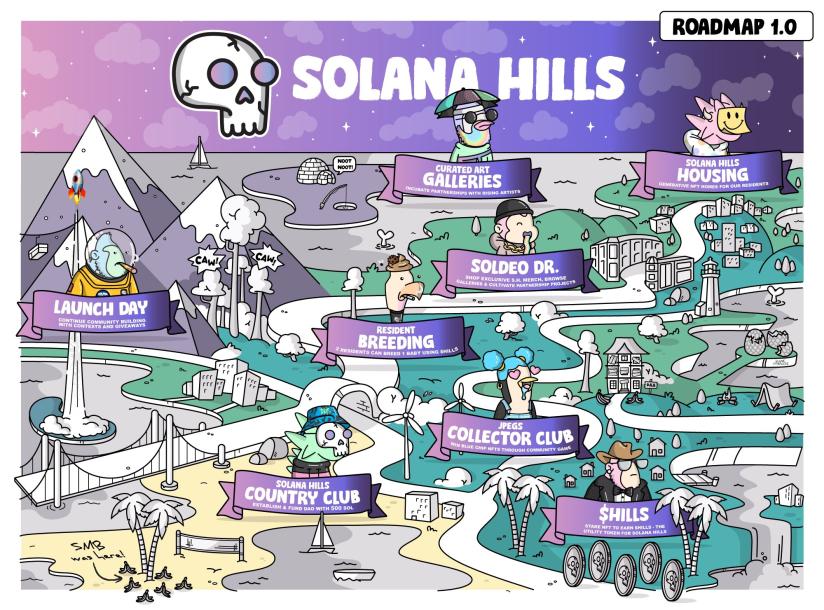 ROADMAP 1.0
SOLANA HILLS
NOOT
NOOT!
CURATED ART
GALLERIES
INCUBATE PARTNERSHIPS WITH RISING ARTISTS
SOLANA HILLS
HOUSING
GENERATIVE NFT HOMES FOR OUR RESIDENTS
CAW!
CAW!
SOLDEO DR.
SHOP EXCLUSIVE S.H. MERCH, BROWSE
GALLERIES & CULTIVATE PARTNERSHIP PROJECTS
LAUNCH DAY
CONTINUE COMMUNITY BUILDING
WITH CONTESTS AND GIVEAWAYS
RESIDENT
BREEDING
2 RESIDENTS CAN BREED 1 BABY USING $HILLS
JPEGS
COLLECTOR CLUB
WIN BLUE CHIP NFTS THROUGH COMMUNITY GAME
SOLANA HILLS
COUNTRY CLUB
ESTABLISH & FUND DAO WITH 500 SOL
$HILLS
STAKE NFT TO EARN $HILLS - THE
UTILITY TOKEN FOR SOLANA HILLS
SMB
was here!